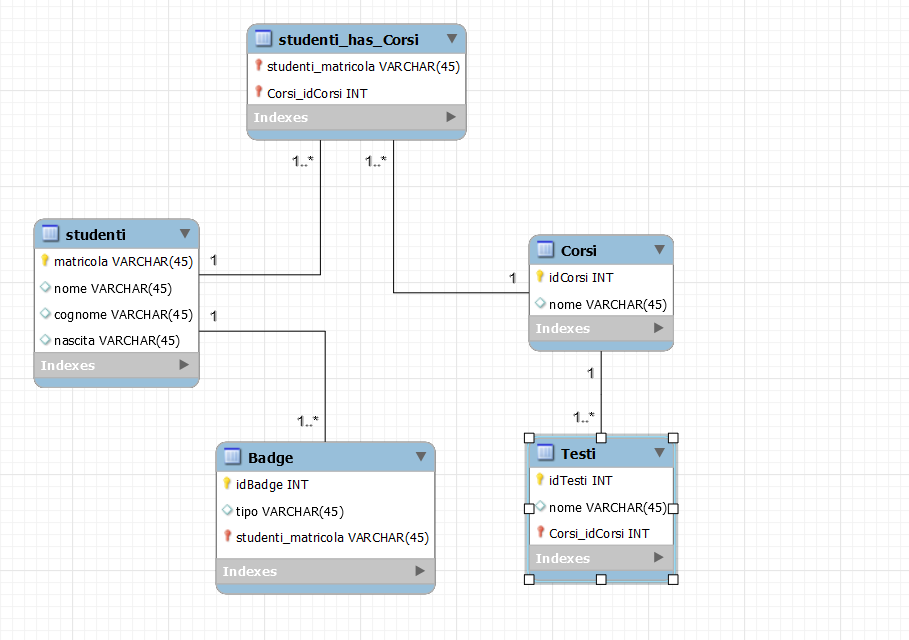 studenti_has_Corsi
studenti_matricola VARCHAR(45)
Corsi_idCorsi INT
Indexes
1..*
1..*
studenti
matricola VARCHAR(45)
nome VARCHAR(45)
cognome VARCHAR(45)
nascita VARCHAR(45)
Indexes
1
1
1..*
Corsi
idCorsi INT
nome VARCHAR(45)
Indexes
1
1
1..*
Badge
idBadge INT
tipo VARCHAR(45)
studenti_matricola VARCHAR(45)
Indexes
Testi
idTesti INT
nome VARCHAR(45)
Corsi_idCorsi INT
Indexes